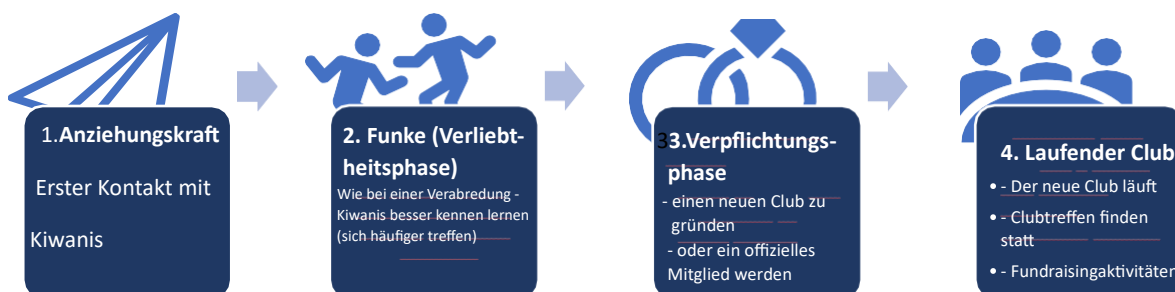 1.Anziehungskraft
Erster Kontakt mit
Kiwanis
2. Funke (Verliebt-
theitsphase)
Wie bei einer Verabredung -
Kiwanis besser kennen lernen
(sich häufiger treffen)
33.Verpflichtungs-
phase
- einen neuen Club zu
gründen
- oder ein offizielles
Mitglied werden
4. Laufender Club
• - Der neue Club läuft
• - Clubtreffen finden
statt
• - Fundraisingaktivitäten